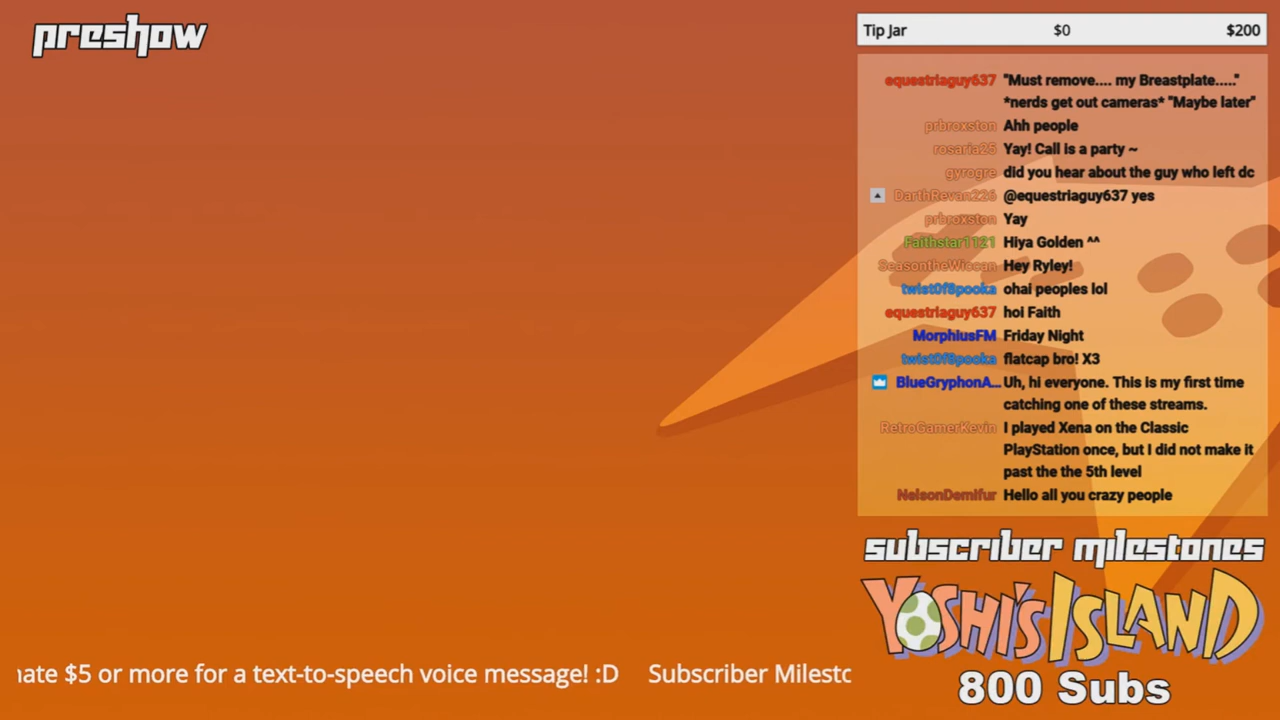 preshow
Tip Jar $0 $200
equestriaguy637 "Must remove.... my Breastplate....."
*nerds get out cameras* "Maybe later"
prbroxston Ahh people
rosaria25 Yay! Call is a party ~
gyrogre did you hear about the guy who left dc
DarthRevan226 @equestriaguy637 yes
prbroxston Yay
Faithstar1121 Hiya Golden ^^
SeasontheWiccan Hey Ryley!
twist0f8pooka ohai peoples lol
equestriaguy637 hoi Faith
MorphiusFM Friday Night
twist0f8pooka flatcap bro! X3
BlueGryphonA... Uh, hi everyone. This is my first time
catching one of these streams.
RetroGamerKevin I played Xena on the Classic
PlayStation once, but I did not make it
past the the 5th level
NelsonDemifur Hello all you crazy people
subscriber milestones
YOSHI'S ISLAND
800 Subs
nate $5 or more for a text-to-speech voice message! :D Subscriber Milesto